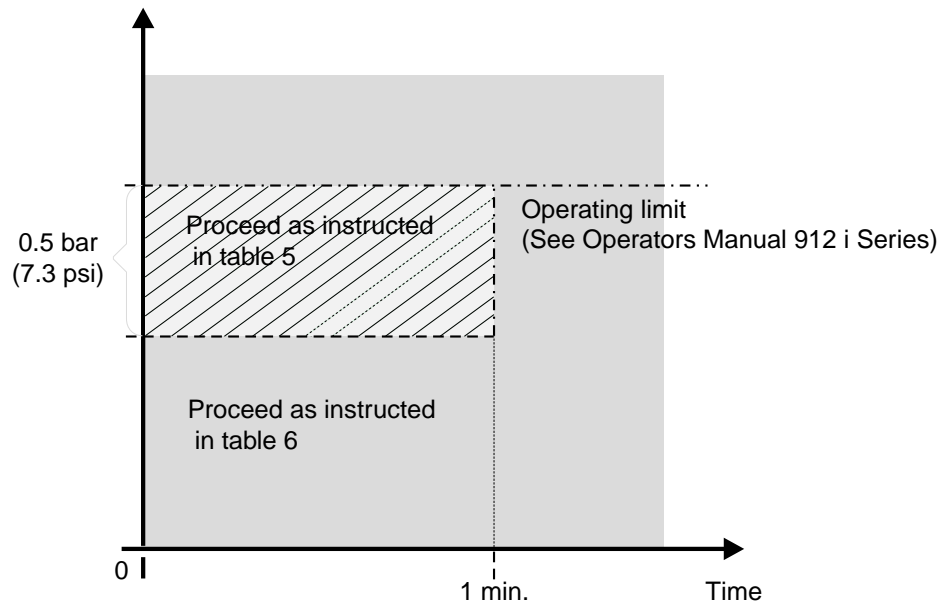 Operating limit
(See Operators Manual 912 i Series)
Proceed as instructed
in table 5
0.5 bar
(7.3 psi)
Proceed as instructed
in table 6
0
1 min.
Time